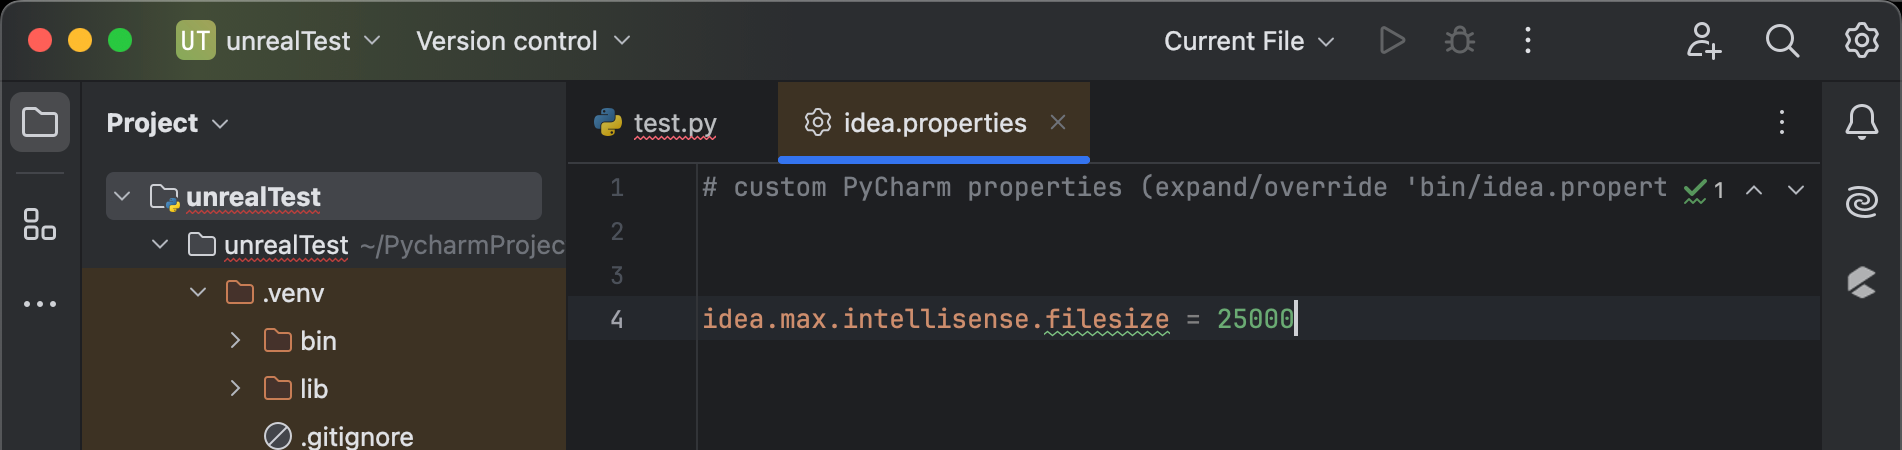 UT unrealTest Version control Current File
Project
test.py idea.properties
unrealTest
unrealTest ~/PycharmProjec
.venv
bin
lib
.gitignore
1 # custom PyCharm properties (expand/override 'bin/idea.propert 1
2
3
4 idea.max.intellisense.filesize = 25000